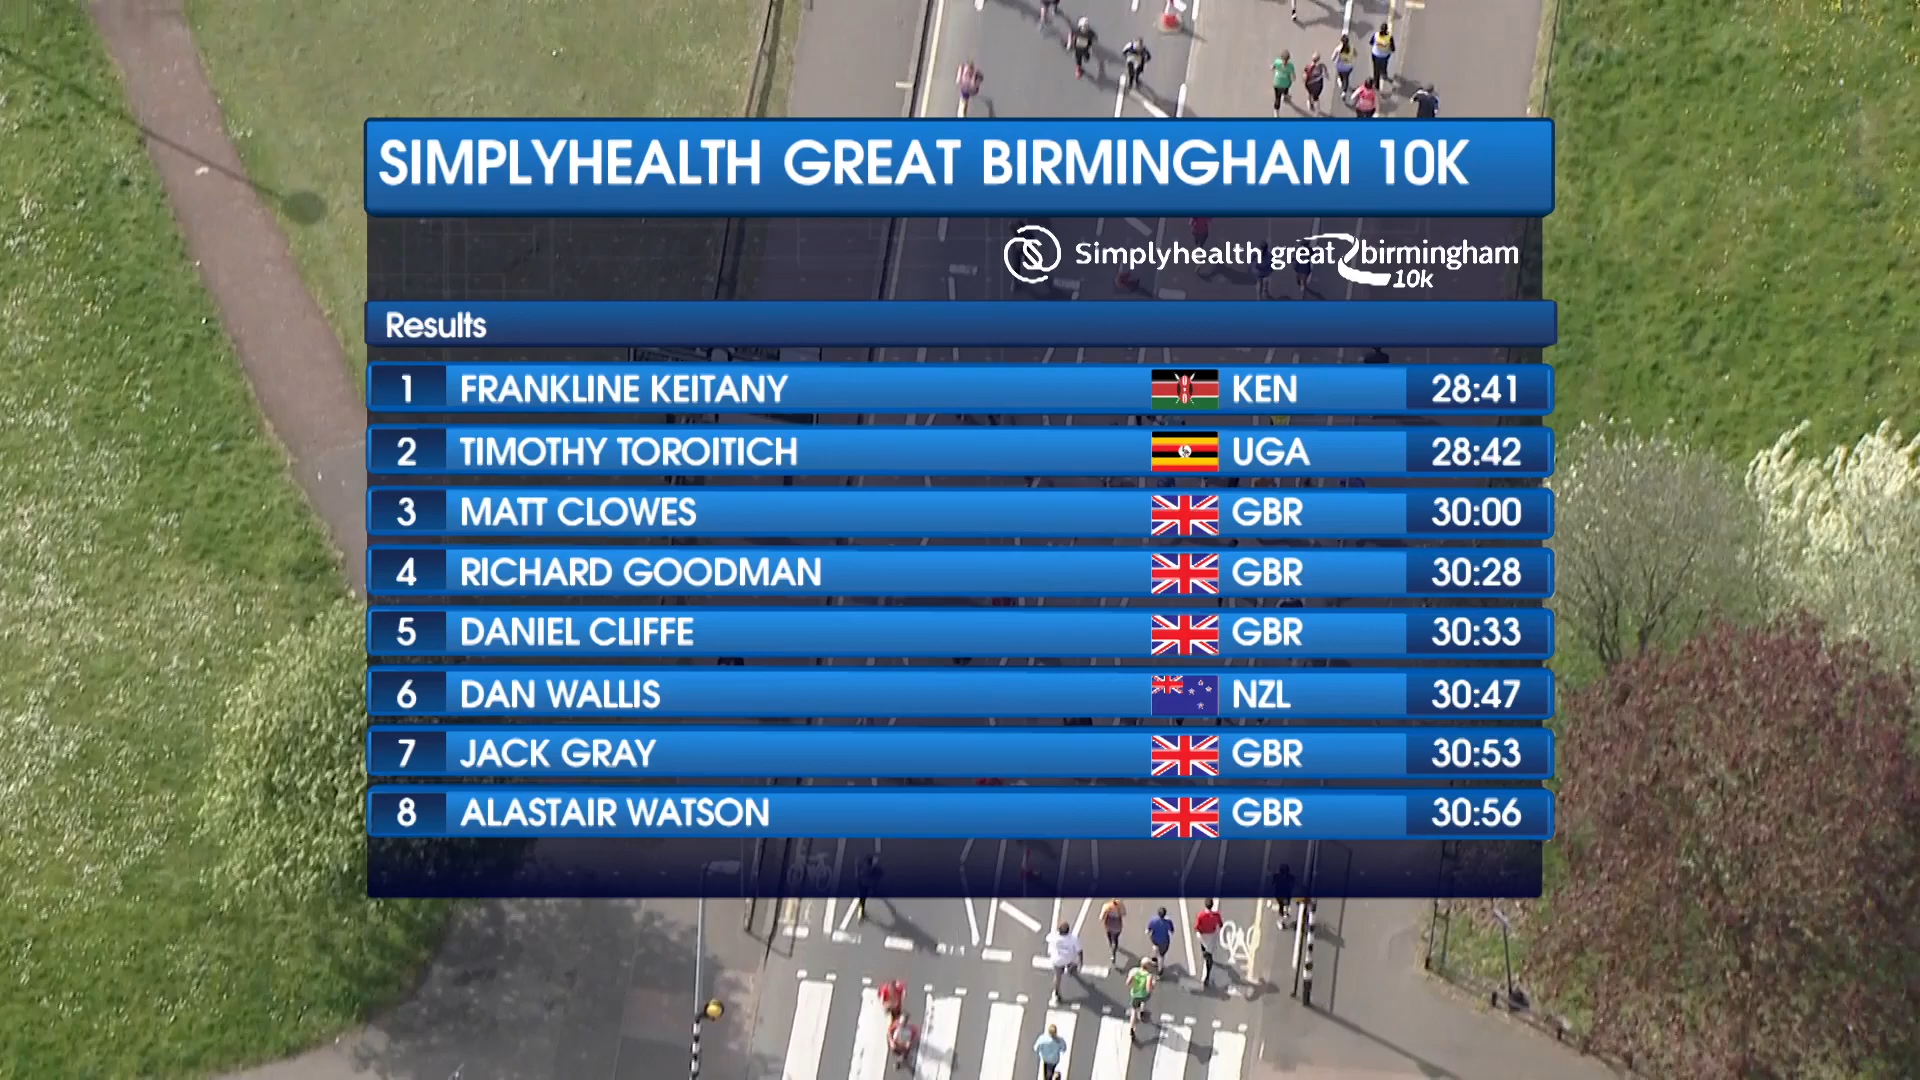 SIMPLYHEALTH GREAT BIRMINGHAM 10K
Simplyhealth great birmingham
10k
Results
1 FRANKLINE KEITANY KEN 28:41
2 TIMOTHY TOROITICH UGA 28:42
3 MATT CLOWES GBR 30:00
4 RICHARD GOODMAN GBR 30:28
5 DANIEL CLIFFE GBR 30:33
6 DAN WALLIS NZL 30:47
7 JACK GRAY GBR 30:53
8 ALASTAIR WATSON GBR 30:56